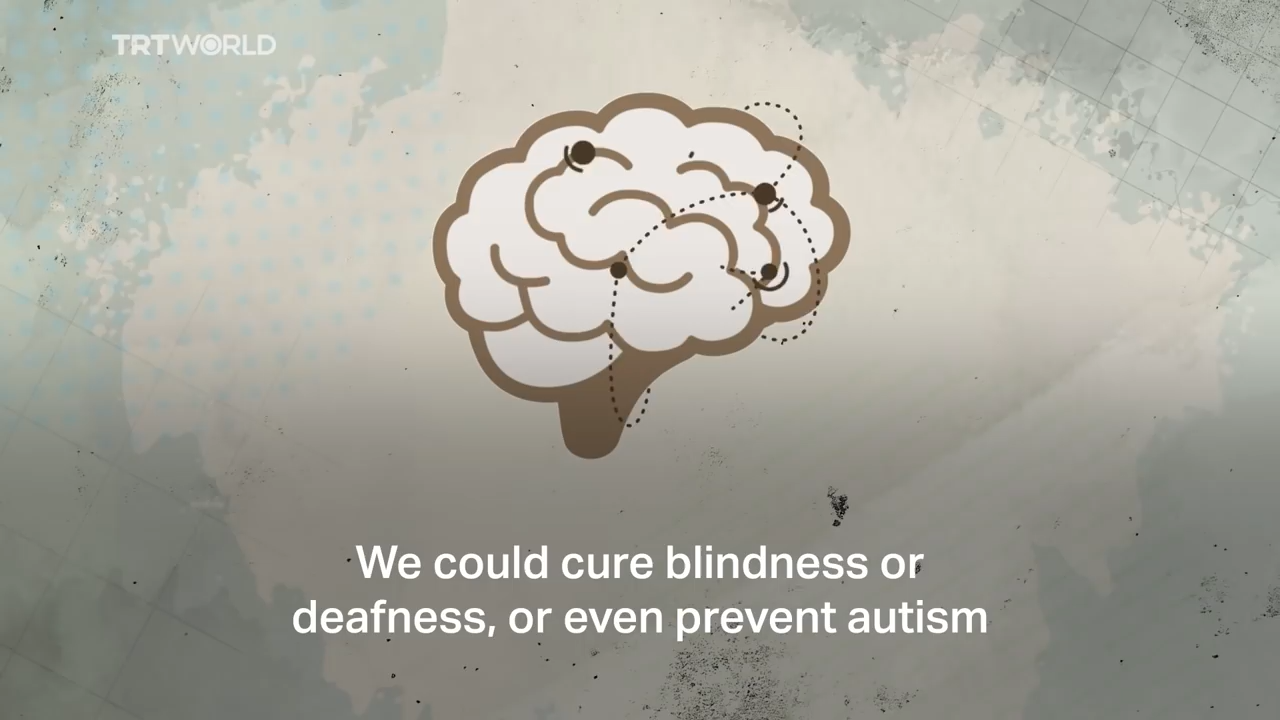 TRTWORLD
We could cure blindness or
deafness, or even prevent autism